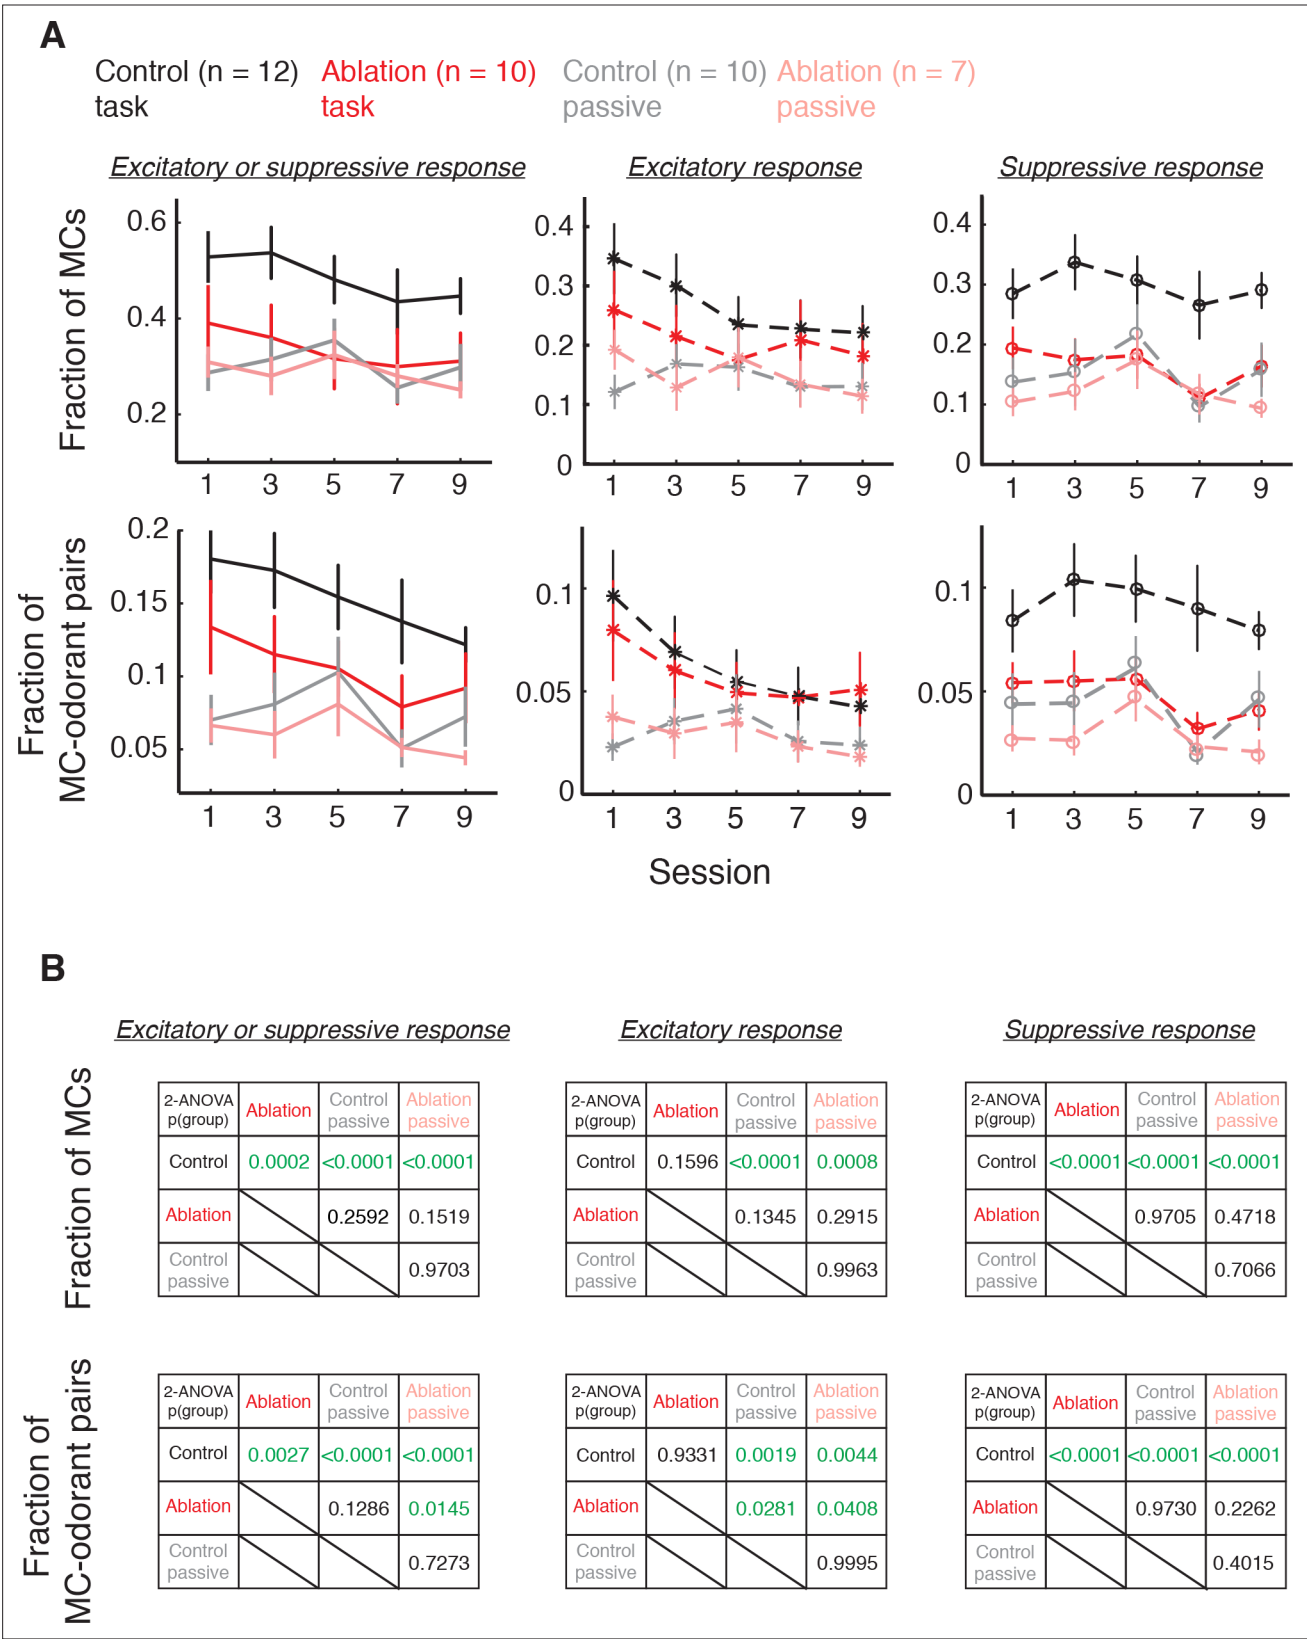 A
Control (n = 12) Ablation (n = 10) Control (n = 10) Ablation (n = 7)
task task passive passive
Excitatory or suppressive response Excitatory response Suppressive response
Fraction of MCs
0.6
0.4
0.2
1 3 5 7 9
0.4
0.3
0.2
0.1
0
1 3 5 7 9
0.4
0.3
0.2
0.1
0
1 3 5 7 9
Fraction of
MC-odorant pairs
0.2
0.15
0.1
0.05
1 3 5 7 9
0.1
0.05
0
1 3 5 7 9
0.1
0.05
0
1 3 5 7 9
Session
B
Excitatory or suppressive response Excitatory response Suppressive response
Fraction of MCs
2-ANOVA p(group) Ablation Control passive Ablation passive
Control 0.0002 <0.0001 <0.0001
Ablation 0.2592 0.1519
Control passive 0.9703
2-ANOVA p(group) Ablation Control passive Ablation passive
Control 0.1596 <0.0001 0.0008
Ablation 0.1345 0.2915
Control passive 0.9963
2-ANOVA p(group) Ablation Control passive Ablation passive
Control <0.0001 <0.0001 <0.0001
Ablation 0.9705 0.4718
Control passive 0.7066
Fraction of
MC-odorant pairs
2-ANOVA p(group) Ablation Control passive Ablation passive
Control 0.0027 <0.0001 <0.0001
Ablation 0.1286 0.0145
Control passive 0.7273
2-ANOVA p(group) Ablation Control passive Ablation passive
Control 0.9331 0.0019 0.0044
Ablation 0.0281 0.0408
Control passive 0.9995
2-ANOVA p(group) Ablation Control passive Ablation passive
Control <0.0001 <0.0001 <0.0001
Ablation 0.9730 0.2262
Control passive 0.4015